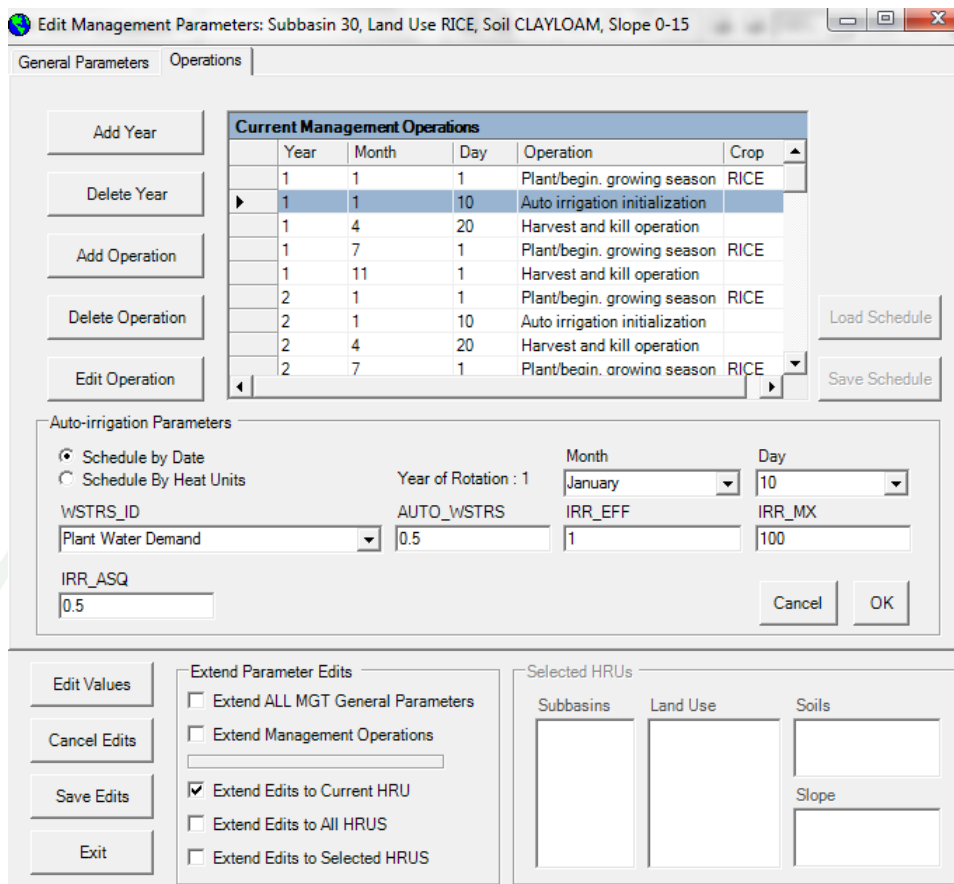 Edit Management Parameters: Subbasin 30, Land Use RICE, Soil CLAYLOAM, Slope 0-15
General Parameters Operations
Add Year
Delete Year
Add Operation
Delete Operation
Edit Operation
Current Management Operations
Year Month Day Operation Crop
1 1 1 Plant/begin. growing season RICE
1 1 10 Auto irrigation initialization
1 4 20 Harvest and kill operation
1 7 1 Plant/begin. growing season RICE
1 11 1 Harvest and kill operation
2 1 1 Plant/begin. growing season RICE
2 1 10 Auto irrigation initialization
2 4 20 Harvest and kill operation
2 7 1 Plant/begin. growing season RICE
Load Schedule
Save Schedule
Auto-irrigation Parameters
Schedule by Date
Schedule By Heat Units
Year of Rotation : 1
Month Day
January 10
WSTRS_ID AUTO_WSTRS IRR_EFF IRR_MX
Plant Water Demand 0.5 1 100
IRR_ASQ
0.5
Cancel OK
Edit Values
Cancel Edits
Save Edits
Exit
Extend Parameter Edits
Extend ALL MGT General Parameters
Extend Management Operations
Extend Edits to Current HRU
Extend Edits to All HRUS
Extend Edits to Selected HRUS
Selected HRUs
Subbasins Land Use Soils
Slope